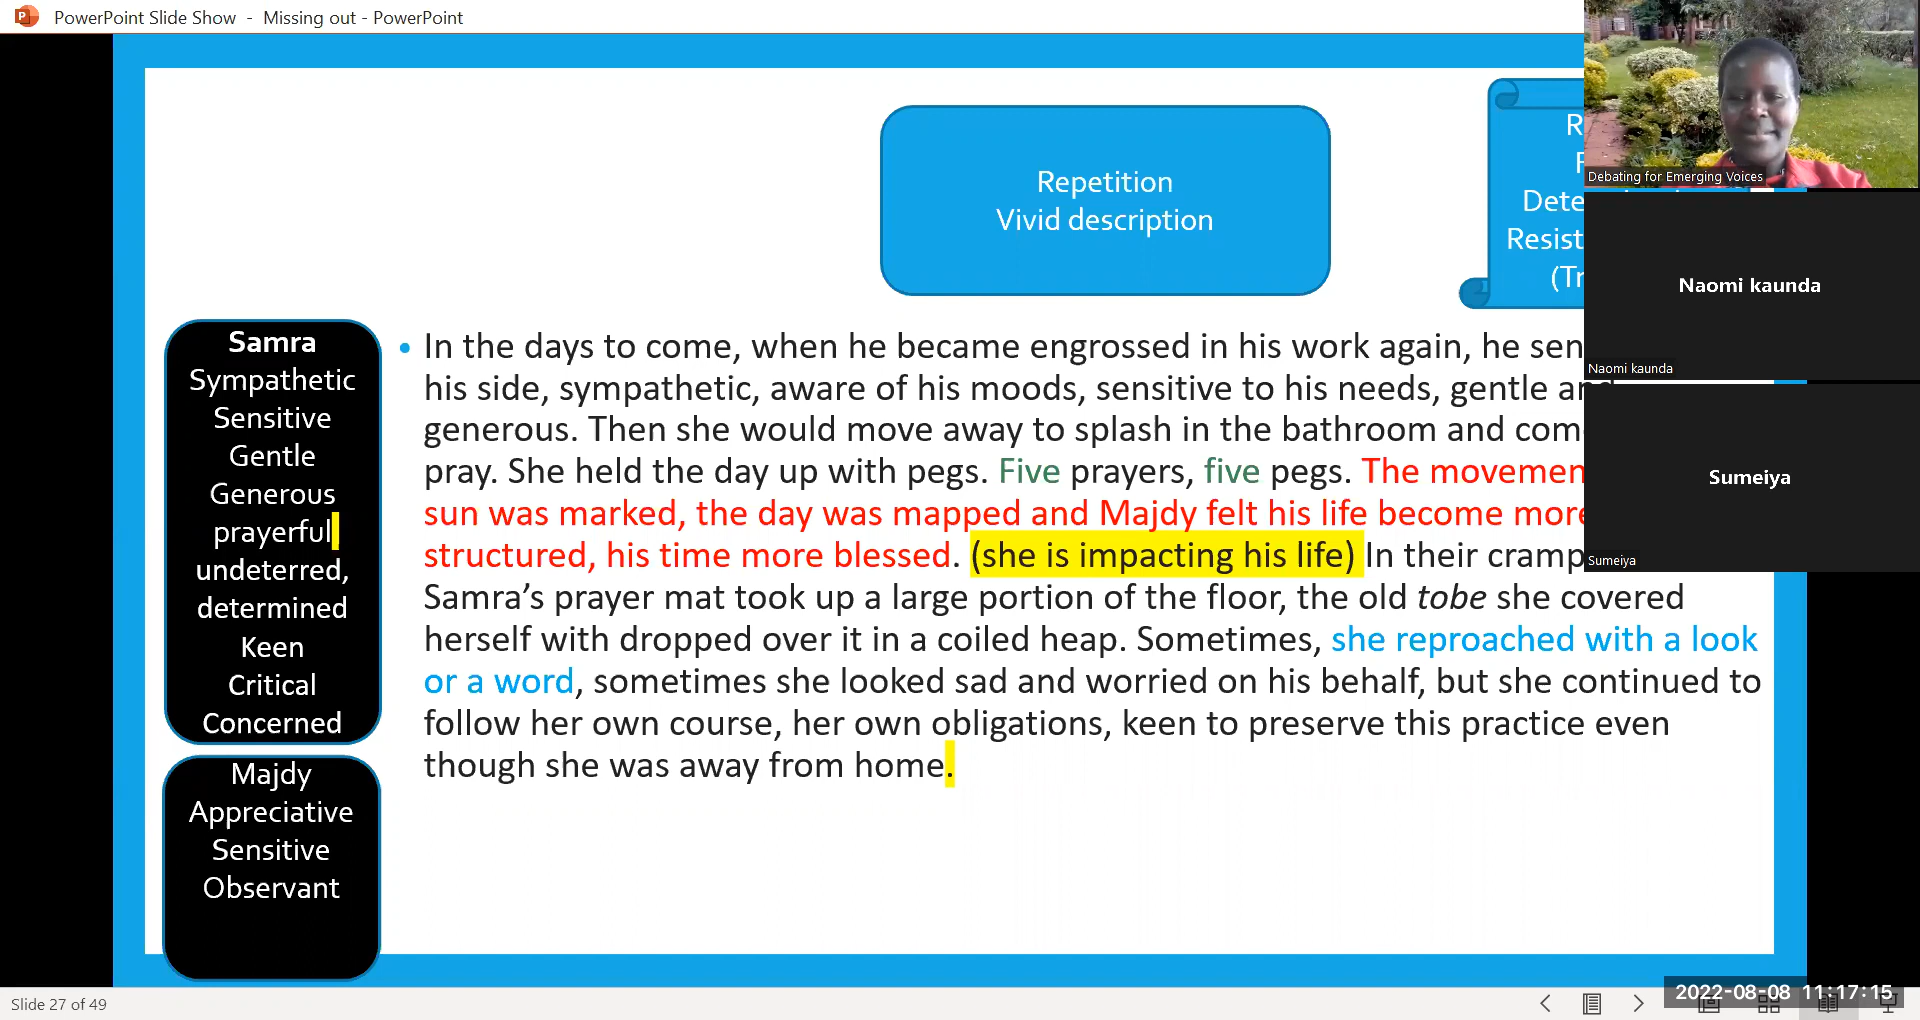 PowerPoint Slide Show - Missing out - PowerPoint
Repetition
Vivid description
Debating for Emerging Voices
Naomi kaunda
Naomi kaunda
Sumeiya
Sumeiya
Samra
Sympathetic
Sensitive
Gentle
Generous
prayerful
undeterred,
determined
Keen
Critical
Concerned
Majdy
Appreciative
Sensitive
Observant
• In the days to come, when he became engrossed in his work again, he
his side, sympathetic, aware of his moods, sensitive to his needs, gentle and
generous. Then she would move away to splash in the bathroom and
pray. She held the day up with pegs. Five prayers, five pegs. The
sun was marked, the day was mapped and Majdy felt his life become more
structured, his time more blessed. (she is impacting his life) In their
Samra’s prayer mat took up a large portion of the floor, the old tobe she covered
herself with dropped over it in a coiled heap. Sometimes, she reproached with a look
or a word, sometimes she looked sad and worried on his behalf, but she continued to
follow her own course, her own obligations, keen to preserve this practice even
though she was away from home.
Slide 27 of 49
2022-08-08 11:17:15